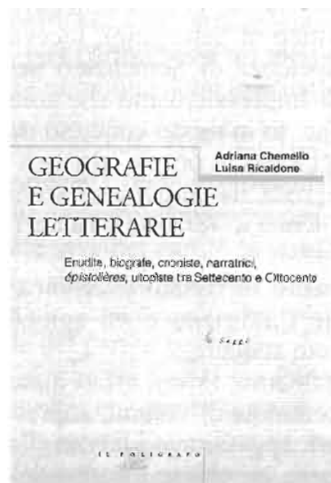 Adriana Chemello
Luisa Ricaldone
GEOGRAFIE
E GENEALOGIE
LETTERARIE
Erudite, biografe, croniste, narratrici,
épistolières, utopiste tra Settecento e Ottocento
IL POLIGRAFO